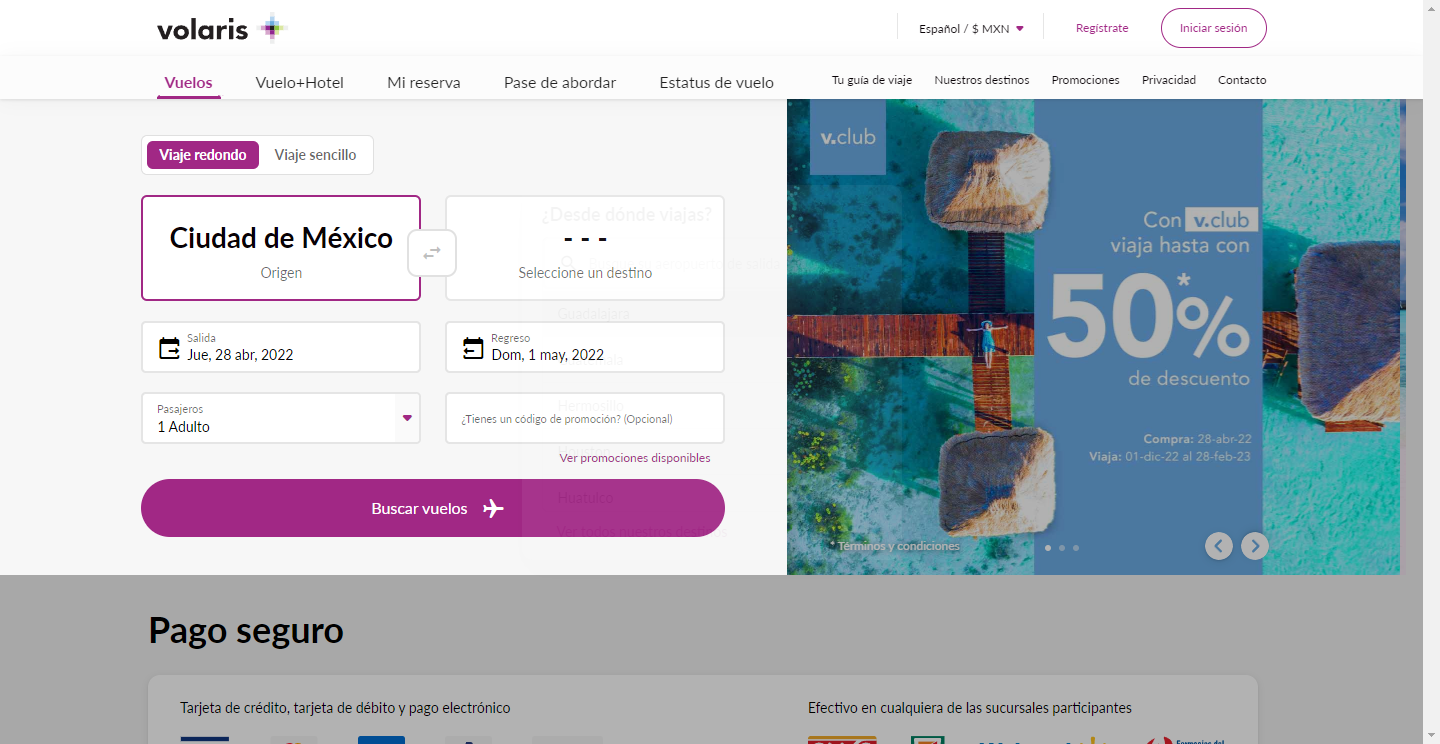 volaris
Español / $ MXN
Regístrate
Iniciar sesión
Vuelos
Vuelo+Hotel
Mi reserva
Pase de abordar
Estatus de vuelo
Tu guía de viaje
Nuestros destinos
Promociones
Privacidad
Contacto
Viaje redondo
Viaje sencillo
Ciudad de México
Origen
¿Desde dónde viajas?
- - -
Seleccione un destino
Guadalajara
Salida
Jue, 28 abr, 2022
Regreso
Dom, 1 may, 2022
Hermosillo
Pasajeros
1 Adulto
¿Tienes un código de promoción? (Opcional)
Ver promociones disponibles
Huatulco
Buscar vuelos
Ver todos nuestros destinos
v.club
Con v.club
viaja hasta con
50%*
de descuento
Compra: 28-abr-22
Viaja: 01-dic-22 al 28-feb-23
* Términos y condiciones
Pago seguro
Tarjeta de crédito, tarjeta de débito y pago electrónico
Efectivo en cualquiera de las sucursales participantes